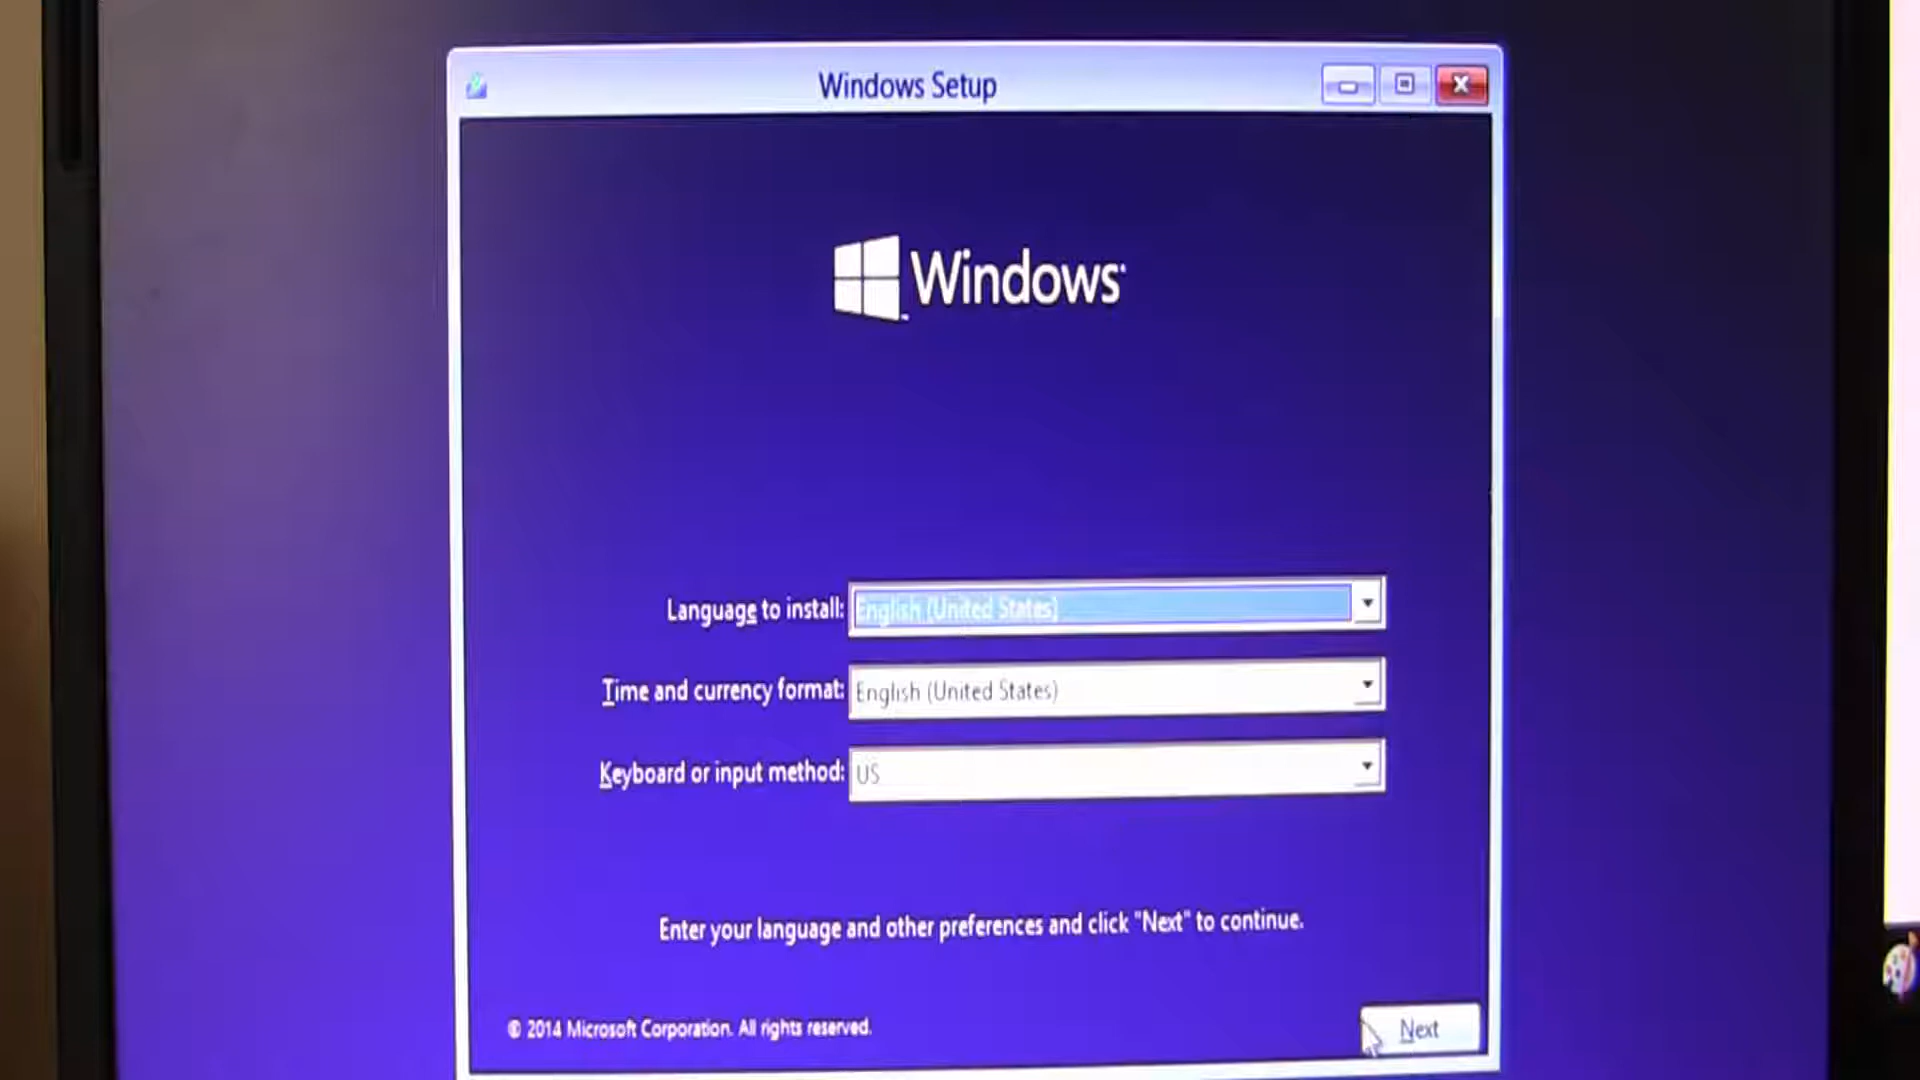 Windows Setup
Windows
Language to install: English (United States)
Time and currency format: English (United States)
Keyboard or input method: US
Enter your language and other preferences and click "Next" to continue.
© 2014 Microsoft Corporation. All rights reserved.
Next